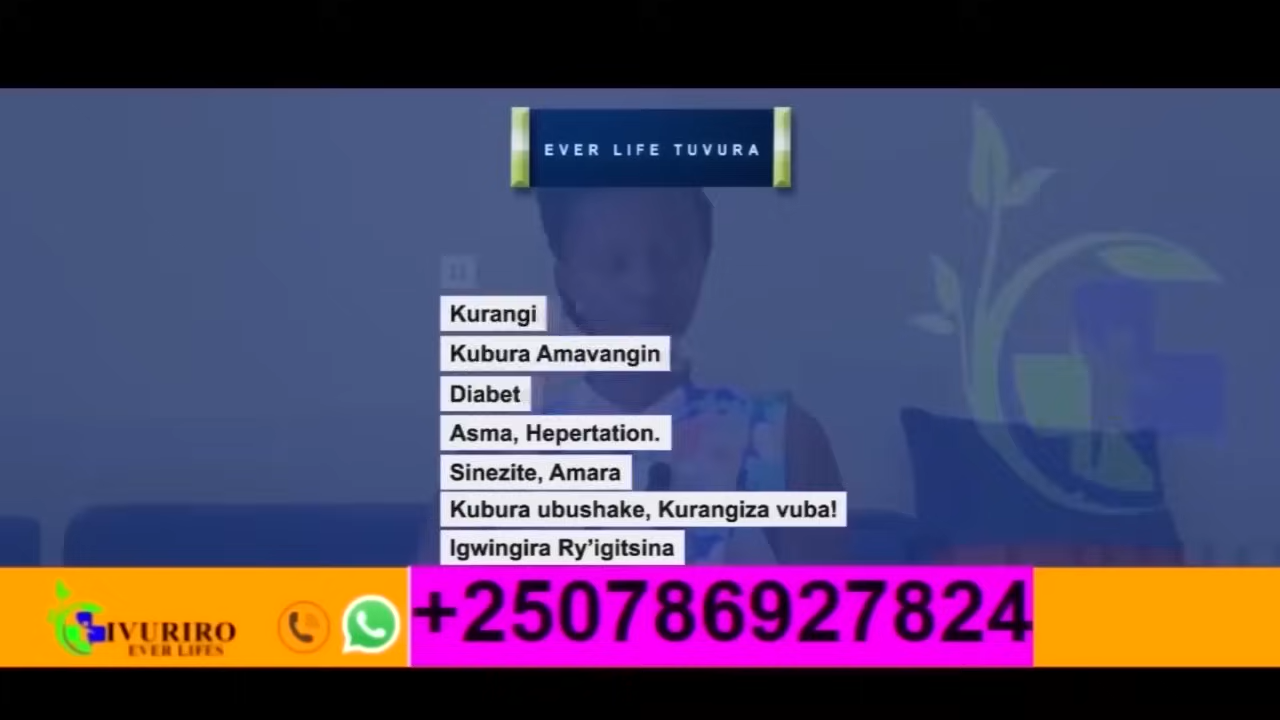 EVER LIFE TUVURA
Kurangi
Kubura Amavangin
Diabet
Asma, Hepertation.
Sinezite, Amara
Kubura ubushake, Kurangiza vuba!
Igwingira Ry’igitsina
IVURIRO
EVER LIFES
+250786927824